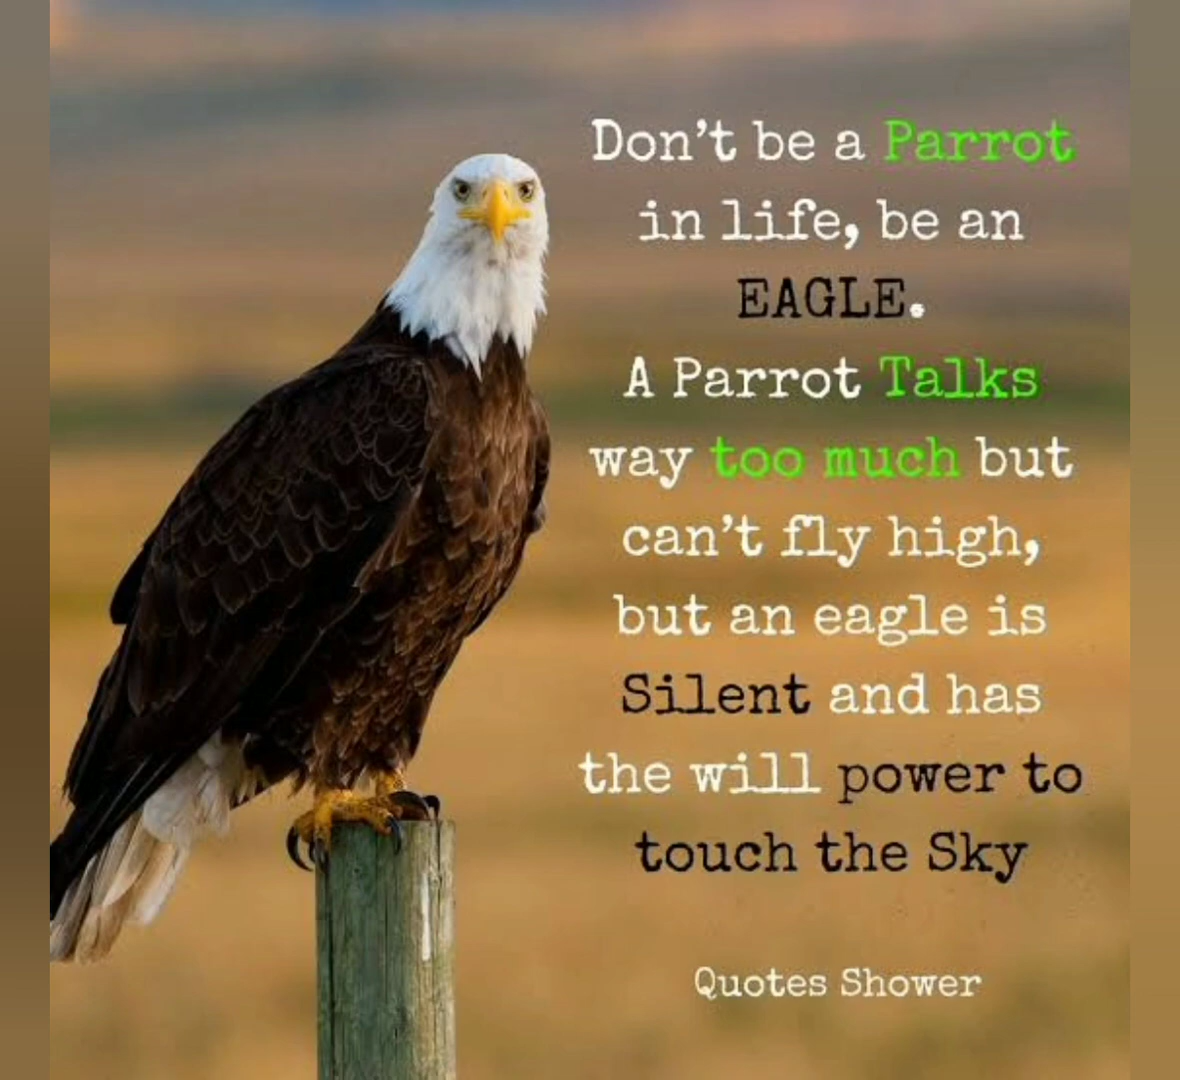 Don't be a Parrot
in life, be an
EAGLE.
A Parrot Talks
way too much but
can't fly high,
but an eagle is
Silent and has
the will power to
touch the Sky
Quotes Shower